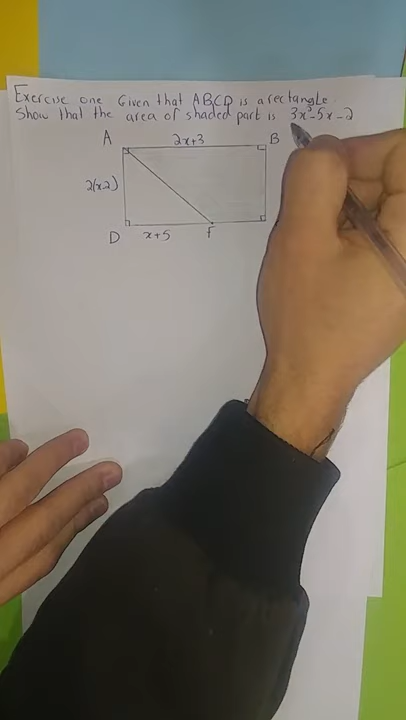 Exercise one Given that ABCD is a rectangle.
Show that the area of shaded part is 3x²-5x-2
A 2x+3 B
2(x-2)
D x+5 F